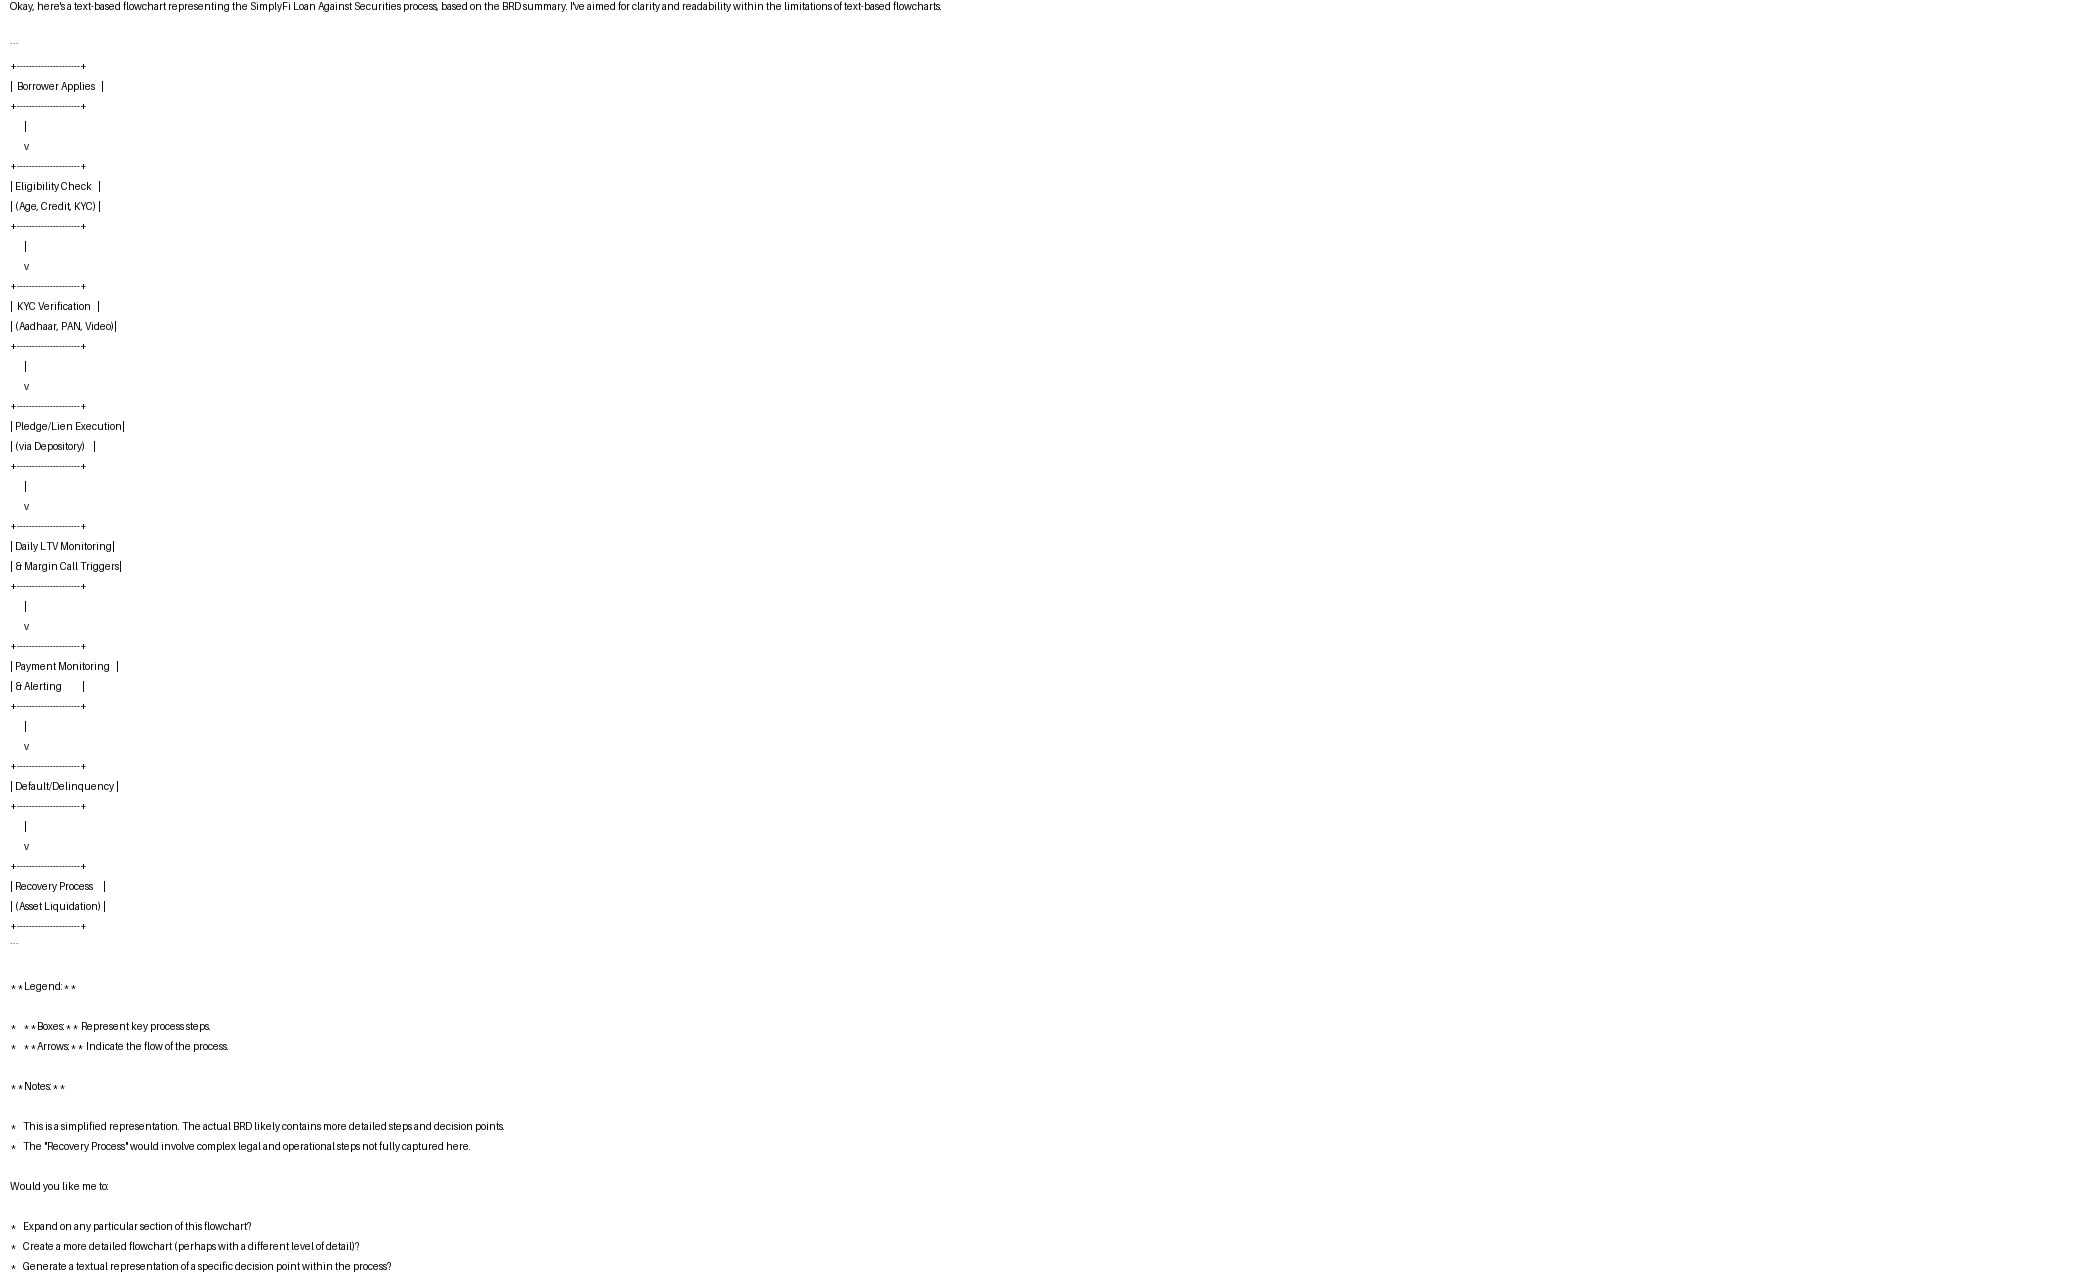 Okay, here's a text-based flowchart representing the SimplyFi Loan Against Securities process, based on the BRD summary. I've aimed for clarity and readability within the limitations of text-based flowcharts.
```
+---------------------+
|  Borrower Applies   |
+---------------------+
       |
       v
+---------------------+
| Eligibility Check   |
| (Age, Credit, KYC) |
+---------------------+
       |
       v
+---------------------+
|  KYC Verification   |
| (Aadhaar, PAN, Video)|
+---------------------+
       |
       v
+---------------------+
| Pledge/Lien Execution|
| (via Depository)    |
+---------------------+
       |
       v
+---------------------+
| Daily LTV Monitoring|
| & Margin Call Triggers|
+---------------------+
       |
       v
+---------------------+
| Payment Monitoring   |
| & Alerting          |
+---------------------+
       |
       v
+---------------------+
| Default/Delinquency |
+---------------------+
       |
       v
+---------------------+
| Recovery Process     |
| (Asset Liquidation) |
+---------------------+
```
**Legend:**
*   **Boxes:** Represent key process steps.
*   **Arrows:** Indicate the flow of the process.
**Notes:**
*   This is a simplified representation. The actual BRD likely contains more detailed steps and decision points.
*   The "Recovery Process" would involve complex legal and operational steps not fully captured here.
Would you like me to:
*   Expand on any particular section of this flowchart?
*   Create a more detailed flowchart (perhaps with a different level of detail)?
*   Generate a textual representation of a specific decision point within the process?